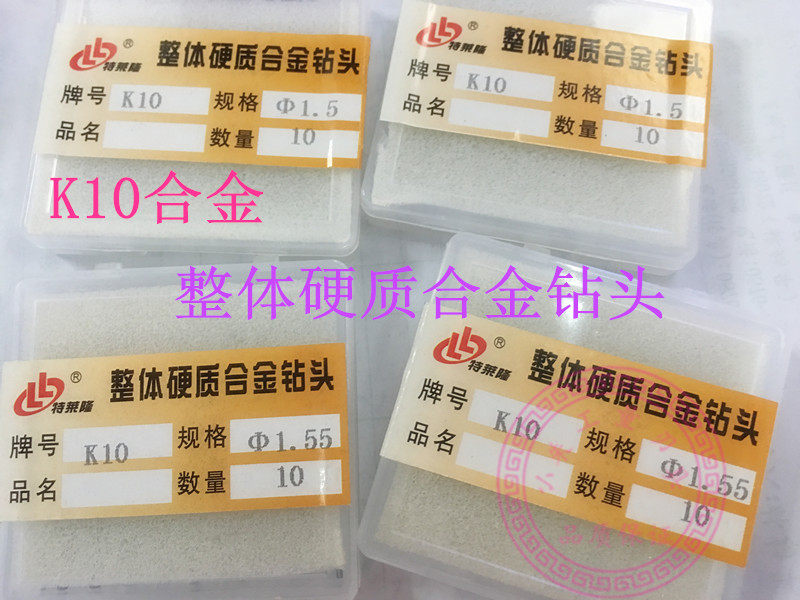 特莱隆 ® 整体硬质合金钻头
牌号 K10 规格 Φ1.5
品名 数量 10
特莱隆 ® 整体硬质合金钻头
牌号 K10 规格 Φ1.5
品名 数量 10
K10合金
整体硬质合金钻头
特莱隆 ® 整体硬质合金钻头
牌号 K10 规格 Φ1.55
品名 数量 10
特莱隆 ® 整体硬质合金钻头
牌号 K10 规格 Φ1.55
品名 数量 10